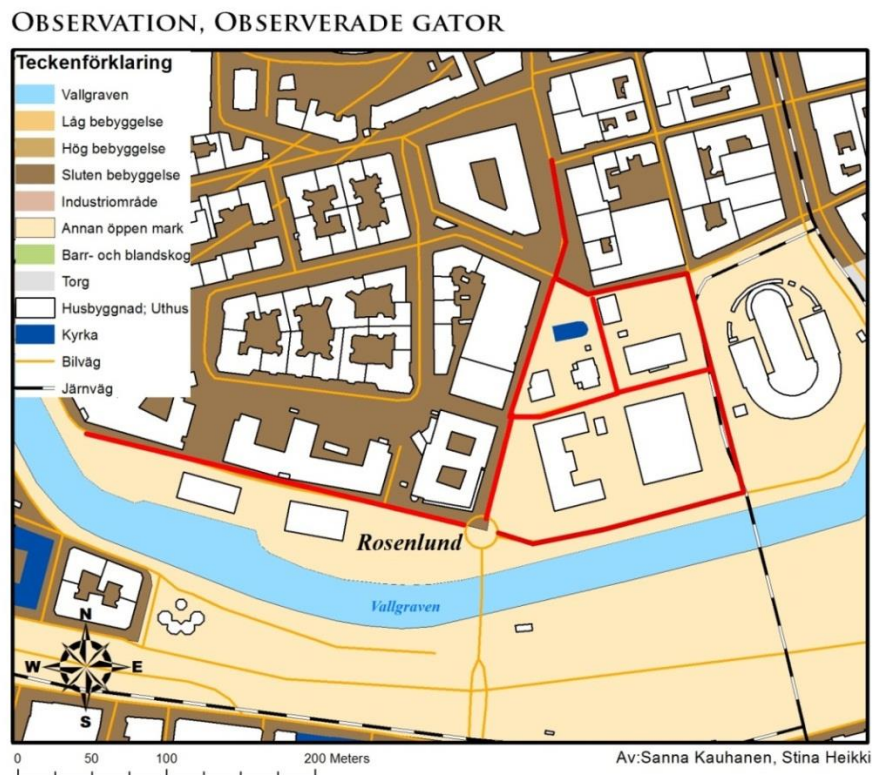 OBSERVATION, OBSERVERADE GATOR
Teckenförklaring
Vallgraven
Låg bebyggelse
Hög bebyggelse
Sluten bebyggelse
Industriområde
Annan öppen mark
Barr- och blandskog
Torg
Husbyggnad; Uthus
Kyrka
Bilväg
Järnväg
Rosenlund
Vallgraven
N
W E
S
0 50 100 200 Meters
Av:Sanna Kauhanen, Stina Heikki